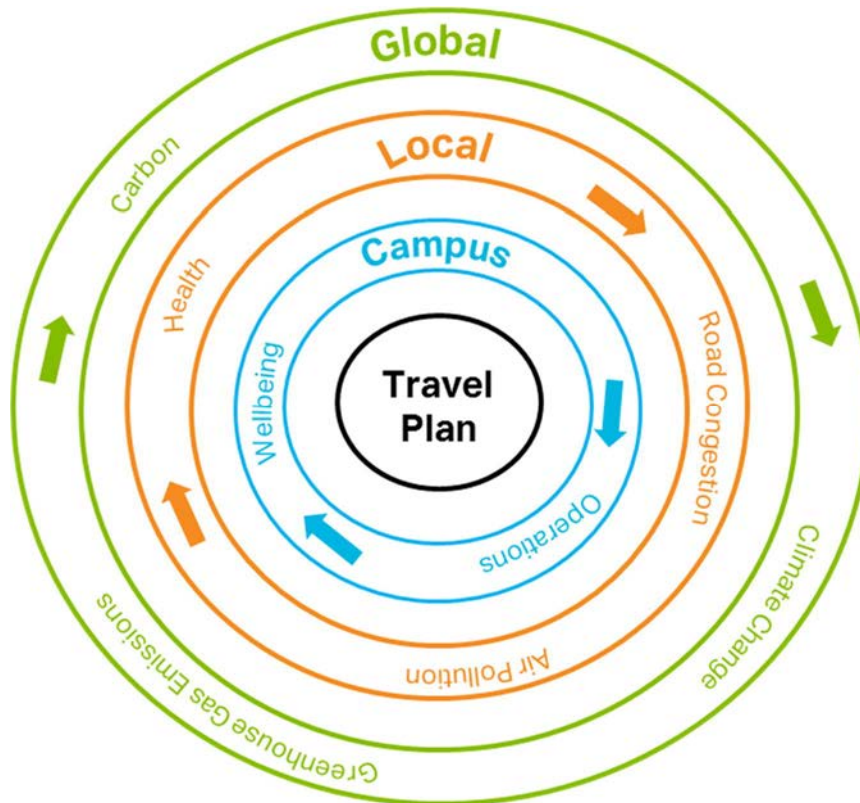 Global
Carbon
Climate Change
Greenhouse Gas Emissions
Local
Health
Road Congestion
Air Pollution
Campus
Wellbeing
Operations
Travel
Plan